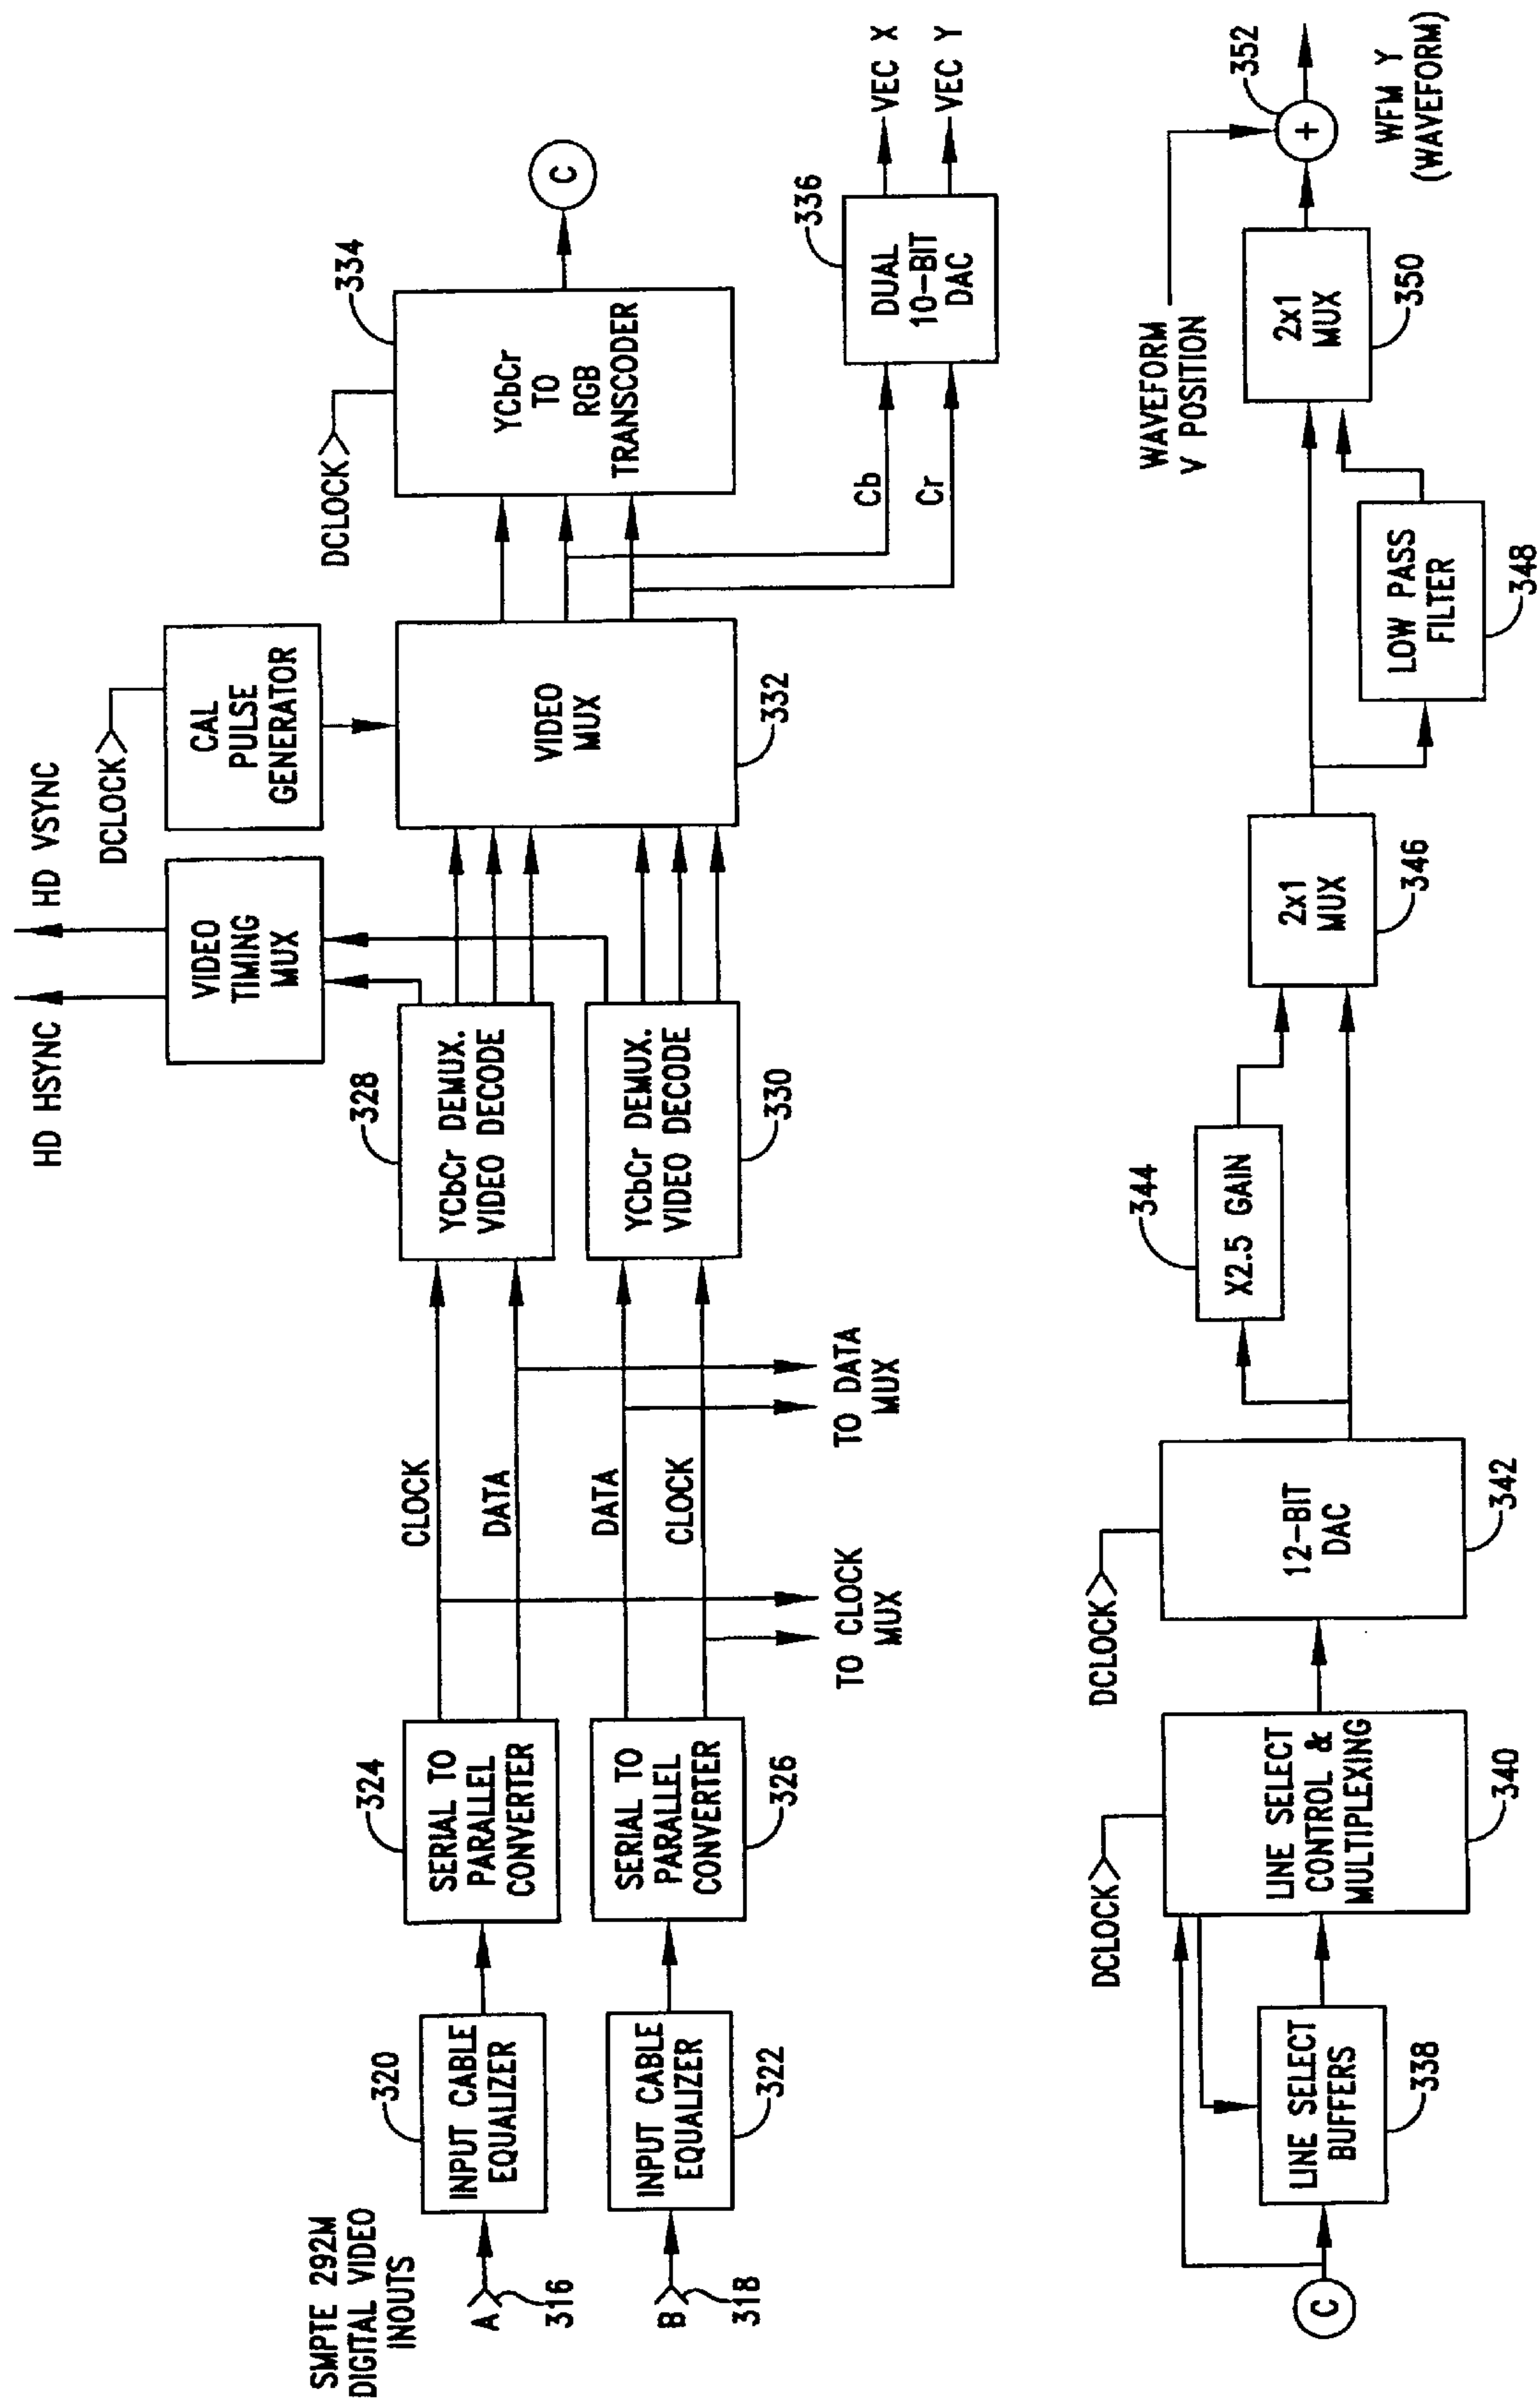 SMPTE 292M
DIGITAL VIDEO
INOUTS
A
316
B
318
320
INPUT CABLE
EQUALIZER
INPUT CABLE
EQUALIZER
322
324
SERIAL TO
PARALLEL
CONVERTER
SERIAL TO
PARALLEL
CONVERTER
326
CLOCK
DATA
DATA
CLOCK
TO CLOCK
MUX
TO DATA
MUX
328
YCbCr DEMUX.
VIDEO DECODE
YCbCr DEMUX.
VIDEO DECODE
330
HD HSYNC
HD VSYNC
VIDEO
TIMING
MUX
DCLOCK
CAL
PULSE
GENERATOR
VIDEO
MUX
332
DCLOCK
334
YCbCr
TO
RGB
TRANSCODER
C
Cb
Cr
336
DUAL
10-BIT
DAC
VEC X
VEC Y
C
LINE SELECT
BUFFERS
338
DCLOCK
LINE SELECT
CONTROL &
MULTIPLEXING
340
DCLOCK
12-BIT
DAC
342
344
X2.5 GAIN
2x1
MUX
346
LOW PASS
FILTER
348
WAVEFORM
V POSITION
2x1
MUX
350
352
+
WFM Y
(WAVEFORM)